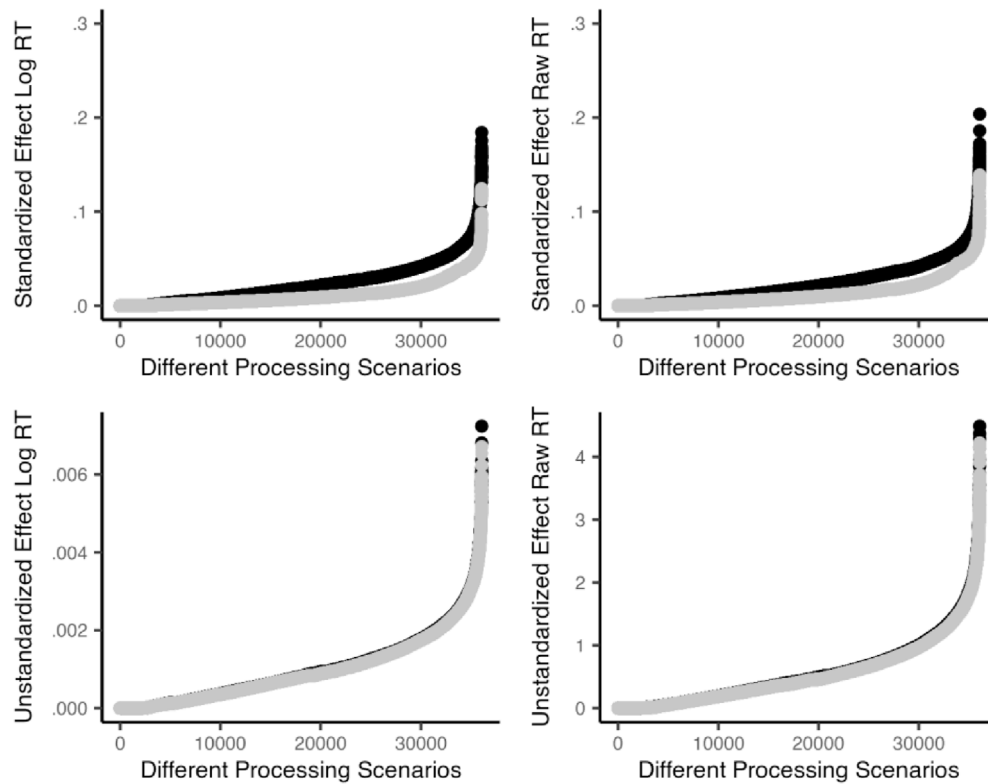 Standardized Effect Log RT
.3
.2
.1
.0
0 10000 20000 30000
Different Processing Scenarios
Standardized Effect Raw RT
.3
.2
.1
.0
0 10000 20000 30000
Different Processing Scenarios
Unstandardized Effect Log RT
.006
.004
.002
.000
0 10000 20000 30000
Different Processing Scenarios
Unstandardized Effect Raw RT
4
3
2
1
0
0 10000 20000 30000
Different Processing Scenarios